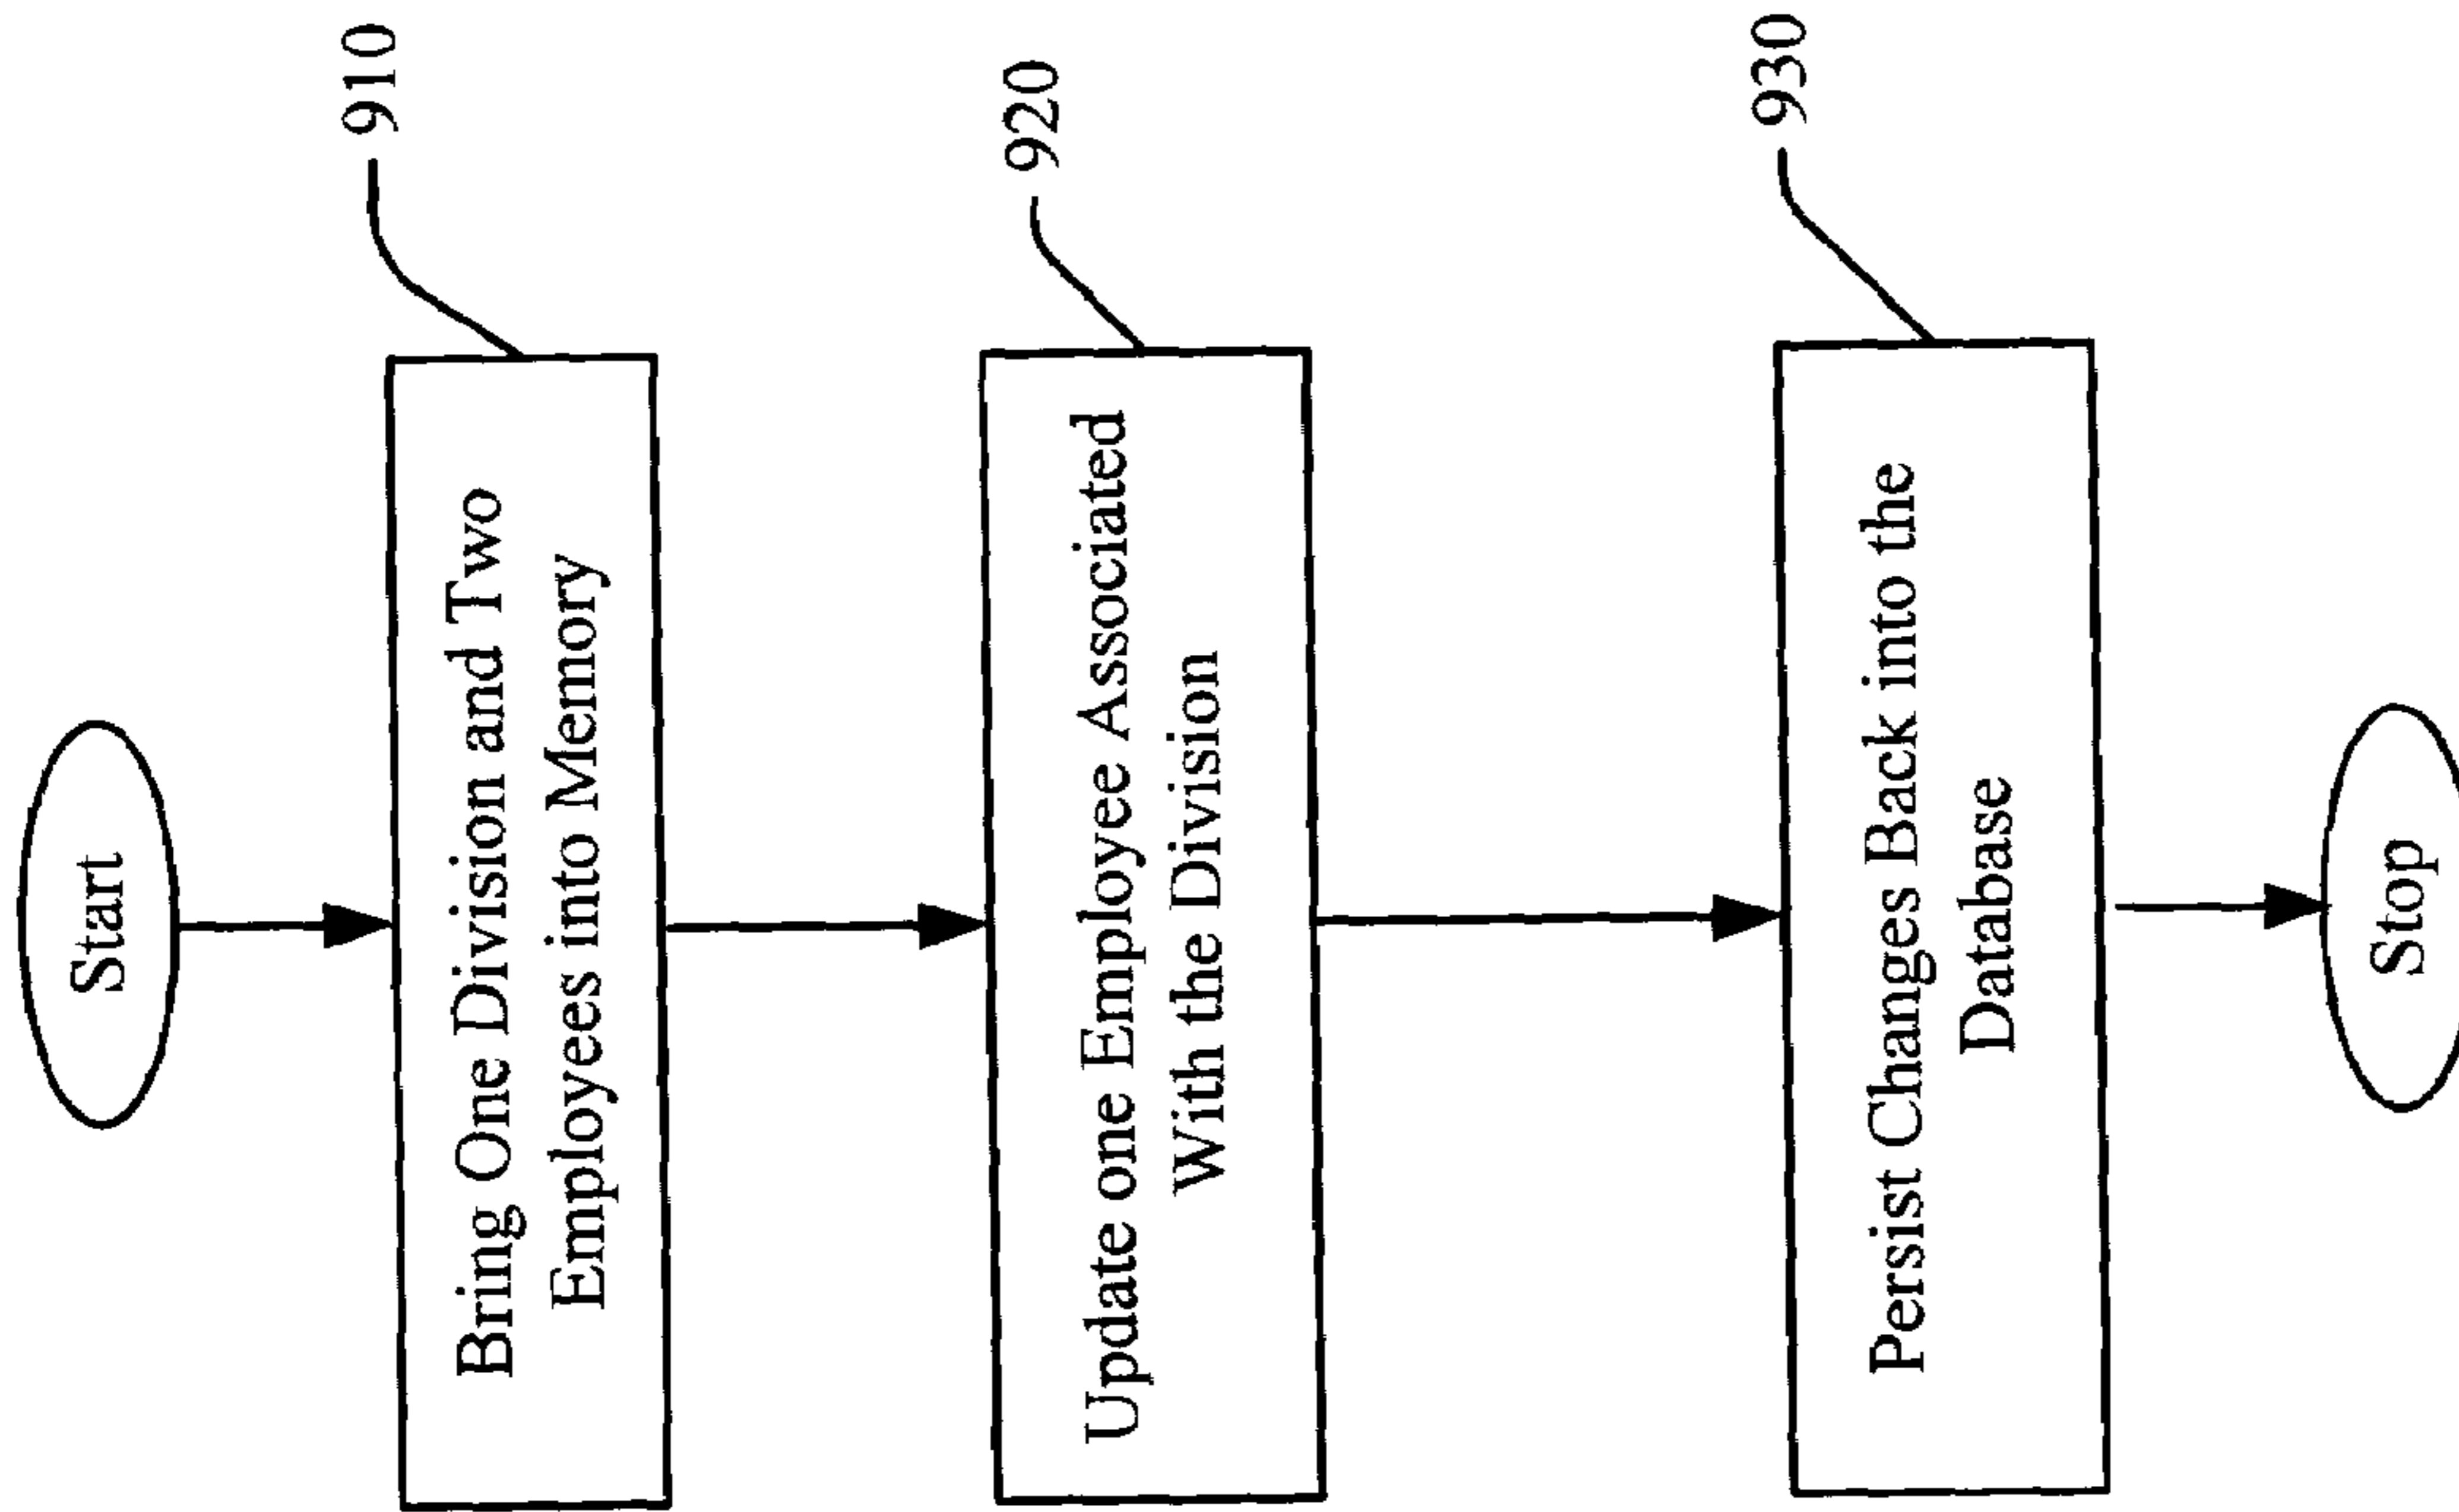 Start
910
Bring One Division and Two
Employees into Memory
920
Update one Employee Associated
With the Division
930
Persist Changes Back into the
Database
Stop